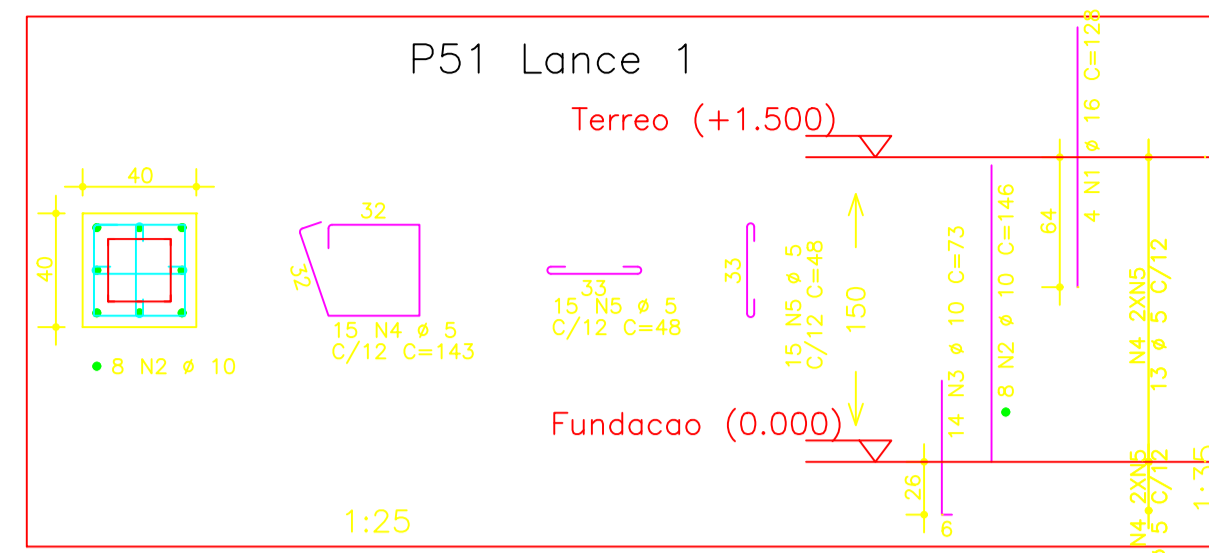 P51 Lance 1
Terreo (+1.500)
40
40
8 N2 ø 10
32
32
15 N4 ø 5
C/12 C=143
33
15 N5 ø 5
C/12 C=48
33
15 N5 ø 5
C/12 C=48
150
Fundacao (0.000)
14 N3 ø 10 C=73
26
6
8 N2 ø 10 C=146
64
4 N1 ø 16 C=128
N4 2XN5
13 ø 5 C/12
N4 2XN5
ø 5 C/12
1:25